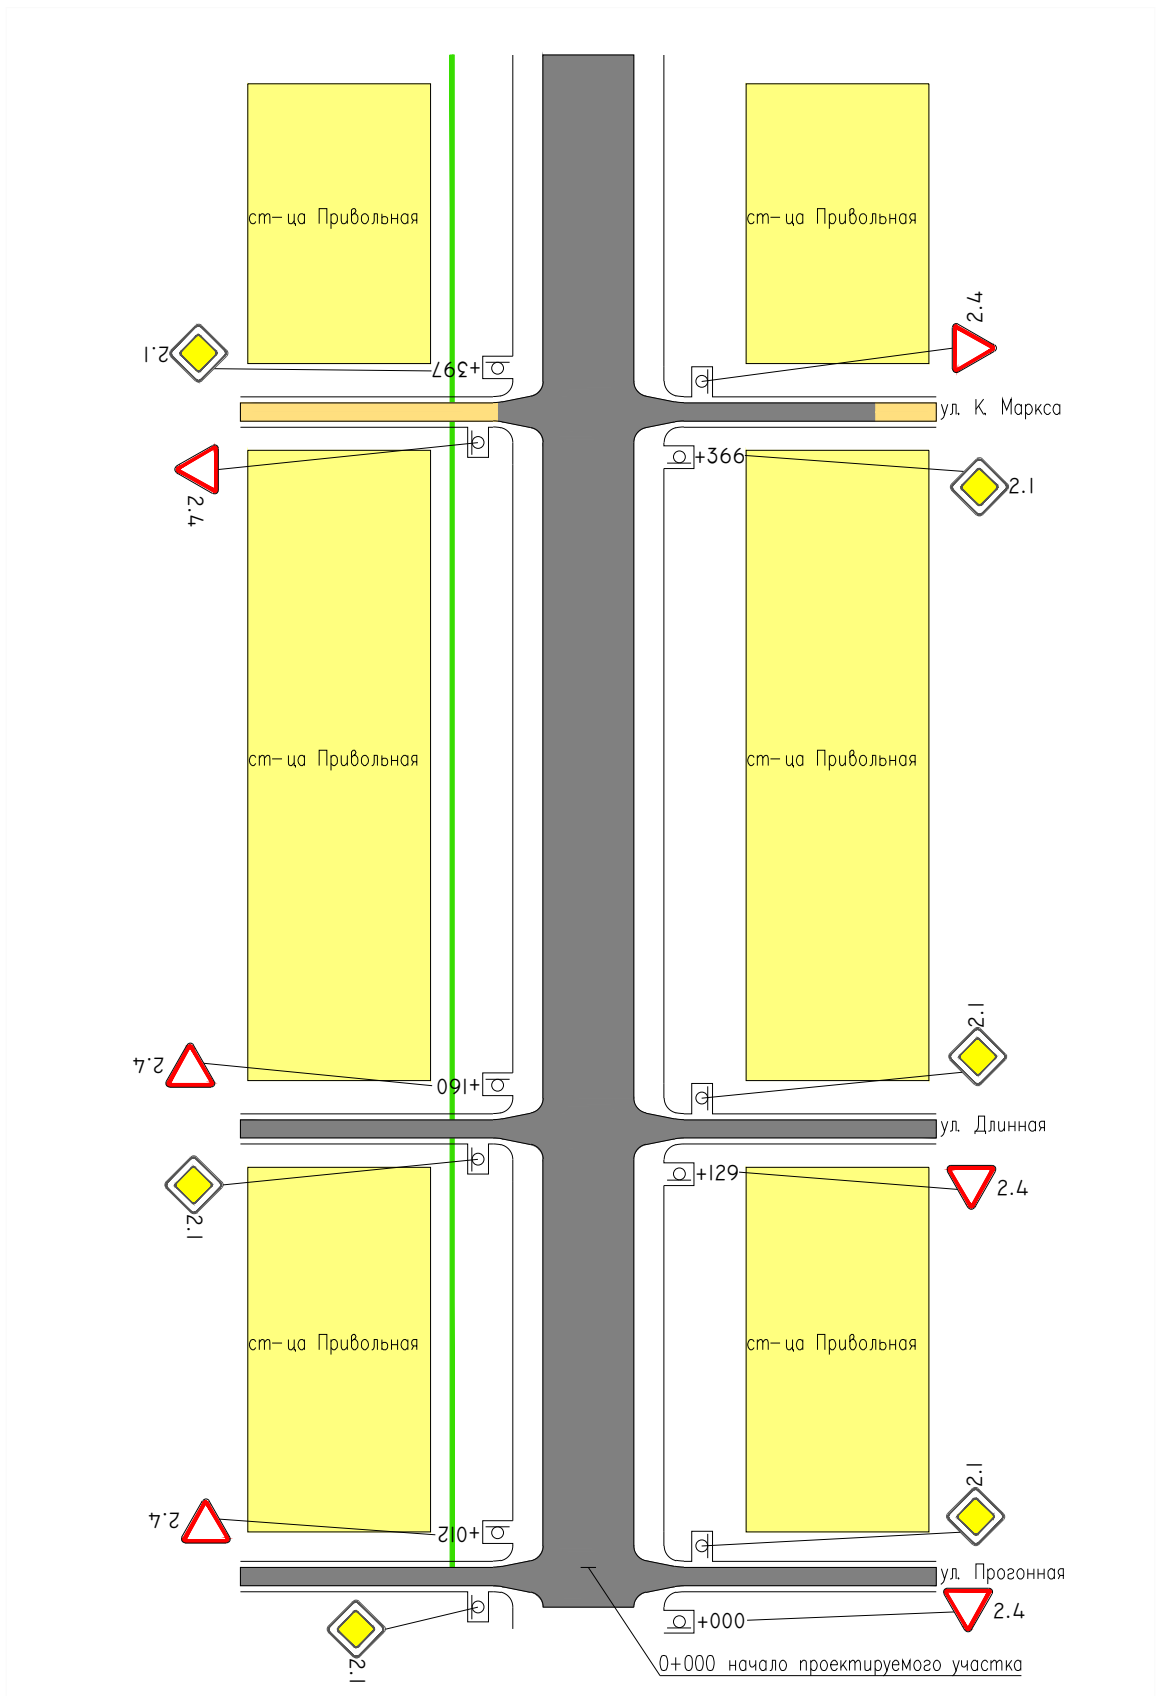 ст-ца Привольная
ст-ца Привольная
2.4
2.1
+397
ул. К. Маркса
+366
2.1
2.4
ст-ца Привольная
ст-ца Привольная
2.1
2.4
+160
ул. Длинная
+129
2.4
2.1
ст-ца Привольная
ст-ца Привольная
2.1
2.4
+012
ул. Прогонная
+000
2.4
2.1
0+000 начало проектируемого участка